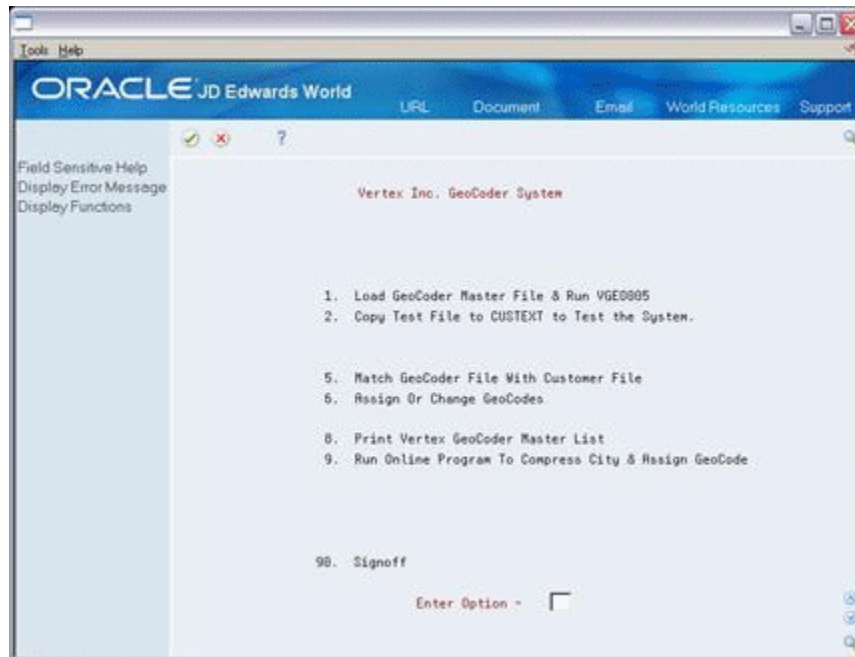 Tools Help
ORACLE JD Edwards World
URL Document Email World Resources Support
?
Field Sensitive Help
Display Error Message
Display Functions
Vertex Inc. GeoCoder System
1. Load GeoCoder Master File & Run VGE0805
2. Copy Test File to CUSTEXT to Test the System.
5. Match GeoCoder File With Customer File
6. Assign Or Change GeoCodes
8. Print Vertex GeoCoder Master List
9. Run Online Program To Compress City & Assign GeoCode
90. Signoff
Enter Option -